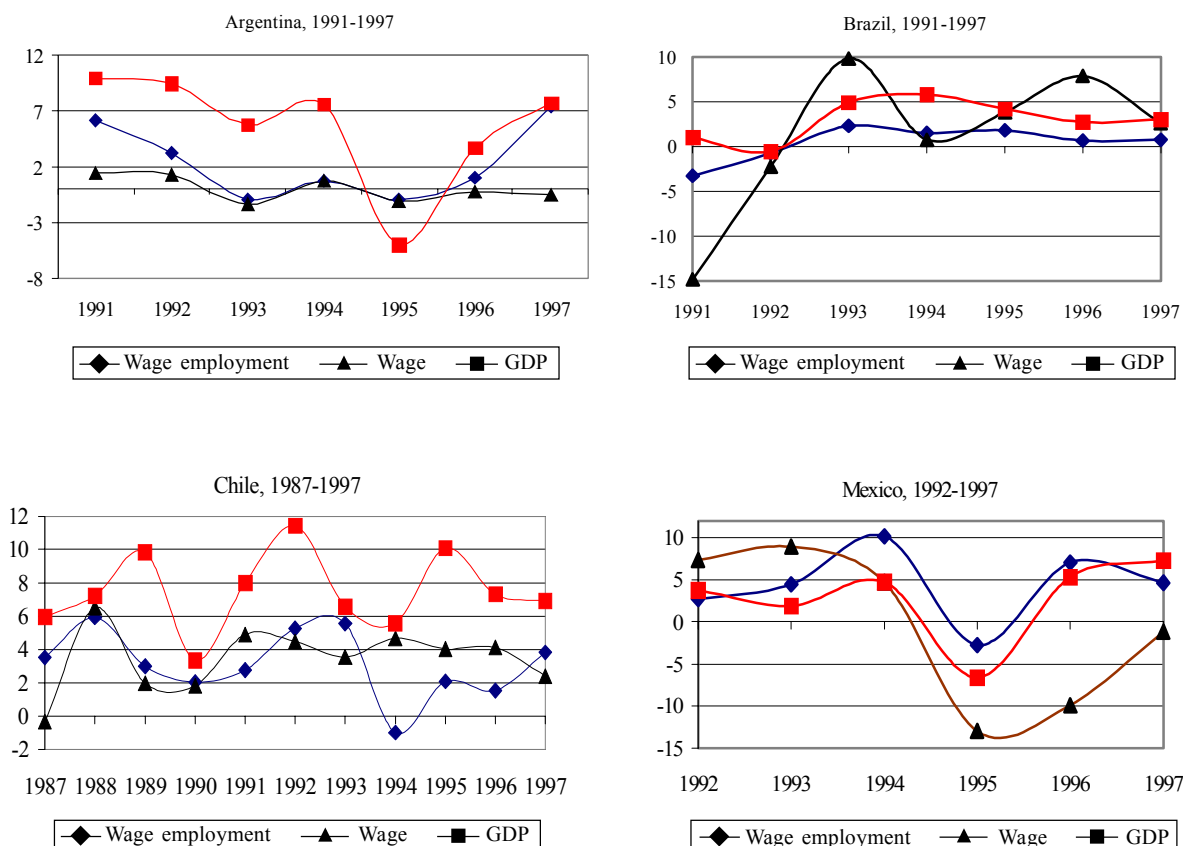 Argentina, 1991-1997
12
7
2
-3
-8
1991 1992 1993 1994 1995 1996 1997
Wage employment Wage GDP
Brazil, 1991-1997
10
5
0
-5
-10
-15
1991 1992 1993 1994 1995 1996 1997
Wage employment Wage GDP
Chile, 1987-1997
12
10
8
6
4
2
0
-2
1987 1988 1989 1990 1991 1992 1993 1994 1995 1996 1997
Wage employment Wage GDP
Mexico, 1992-1997
10
5
0
-5
-10
-15
1992 1993 1994 1995 1996 1997
Wage employment Wage GDP